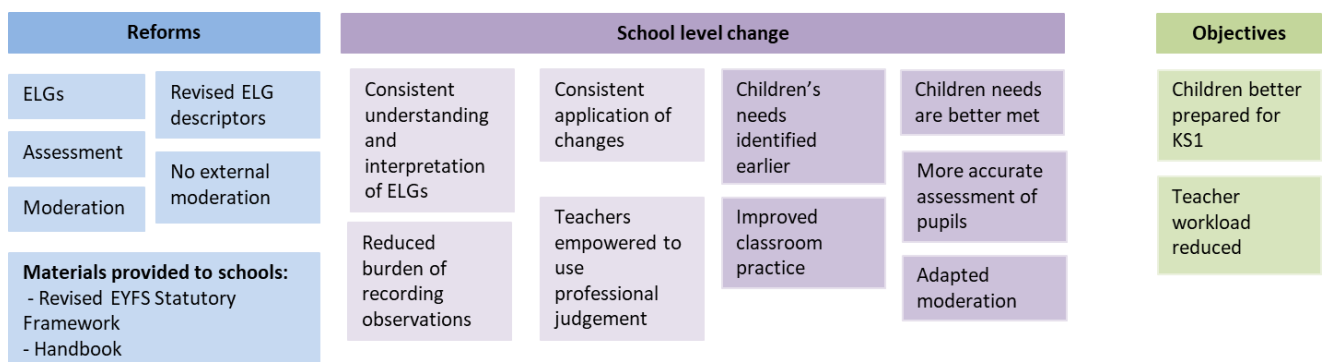 Reforms
ELGs
Assessment
Moderation
Revised ELG
descriptors
No external
moderation
Materials provided to schools:
- Revised EYFS Statutory
Framework
- Handbook
School level change
Consistent
understanding
and
interpretation
of ELGs
Reduced
burden of
recording
observations
Consistent
application of
changes
Teachers
empowered to
use
professional
judgement
Children’s
needs
identified
earlier
Improved
classroom
practice
Children needs
are better met
More accurate
assessment of
pupils
Adapted
moderation
Objectives
Children better
prepared for
KS1
Teacher
workload
reduced